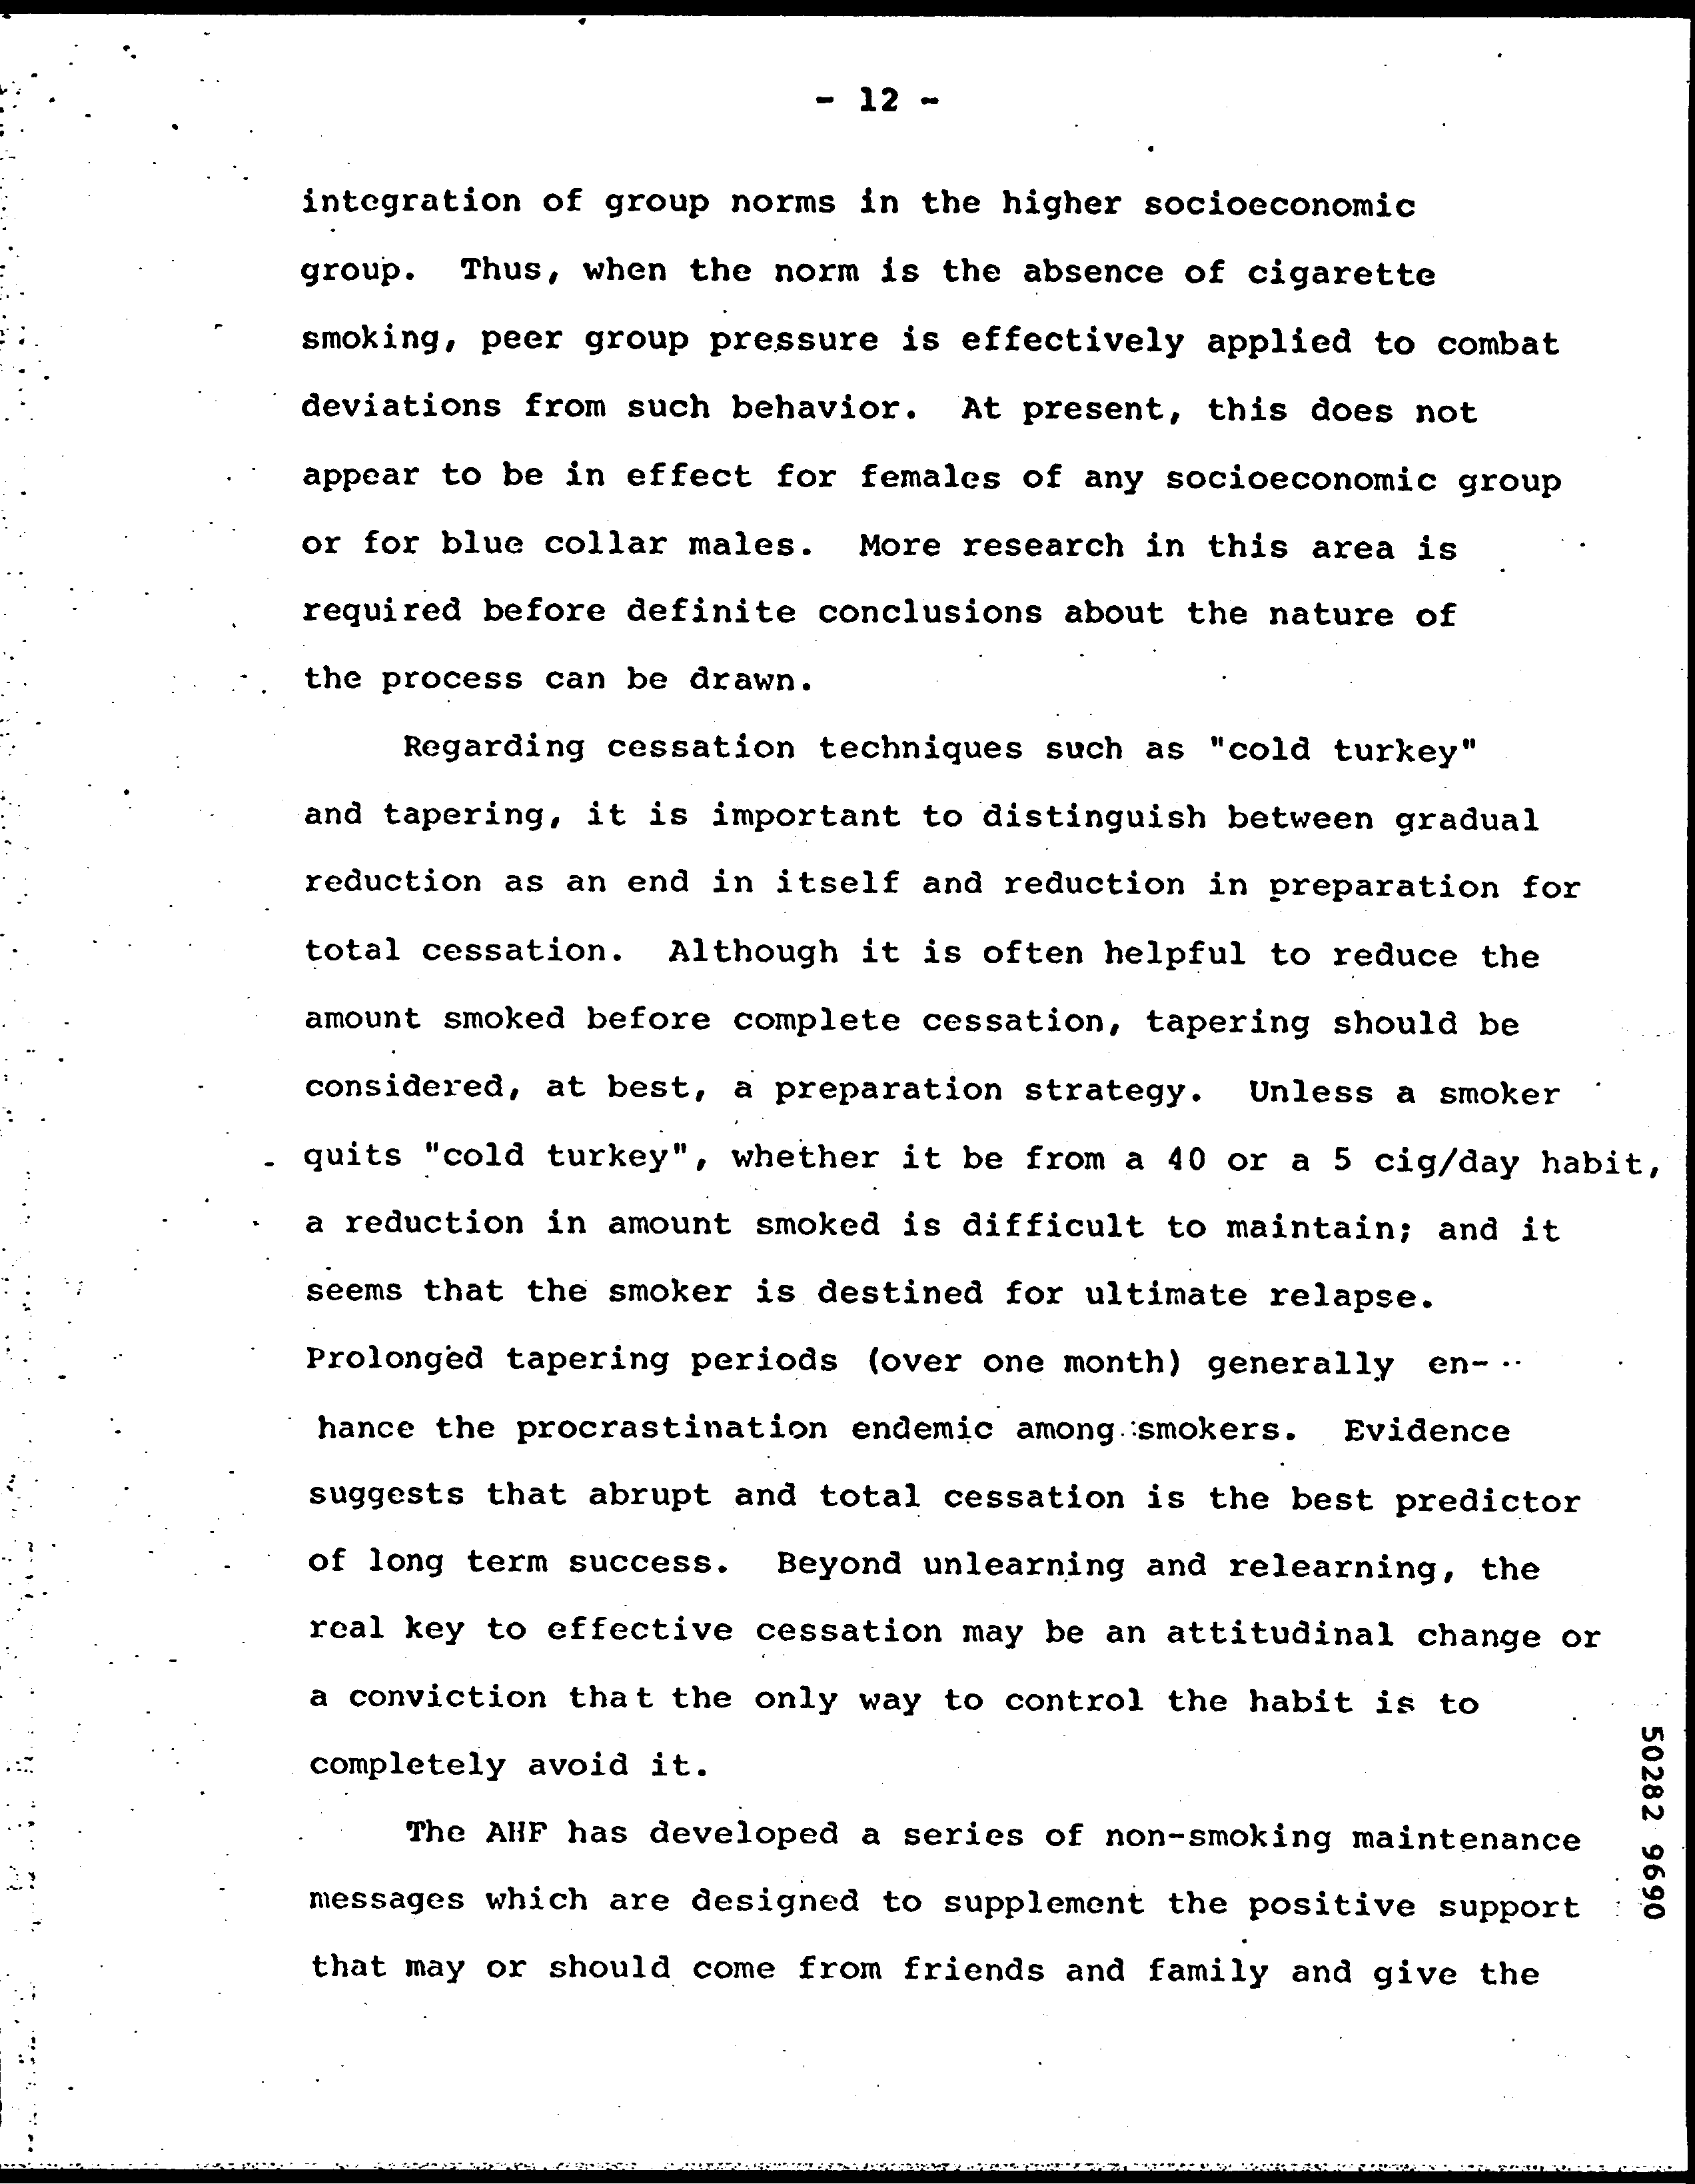 - 12 -
integration of group norms in the higher socioeconomic
group. Thus, when the norm is the absence of cigarette
smoking, peer group pressure is effectively applied to combat
deviations from such behavior. At present, this does not
appear to be in effect for females of any socioeconomic group
or for blue collar males. More research in this area is
required before definite conclusions about the nature of
the process can be drawn.
Regarding cessation techniques such as "cold turkey"
and tapering, it is important to distinguish between gradual
reduction as an end in itself and reduction in preparation for
total cessation. Although it is often helpful to reduce the
amount smoked before complete cessation, tapering should be
considered, at best, a preparation strategy. Unless a smoker
quits "cold turkey", whether it be from a 40 or a 5 cig/day habit,
a reduction in amount smoked is difficult to maintain; and it
seems that the smoker is destined for ultimate relapse.
Prolonged tapering periods (over one month) generally en-
hance the procrastination endemic among smokers. Evidence
suggests that abrupt and total cessation is the best predictor
of long term success. Beyond unlearning and relearning, the
real key to effective cessation may be an attitudinal change or
a conviction that the only way to control the habit is to
completely avoid it.
The AHF has developed a series of non-smoking maintenance
messages which are designed to supplement the positive support
that may or should come from friends and family and give the
50282 9690